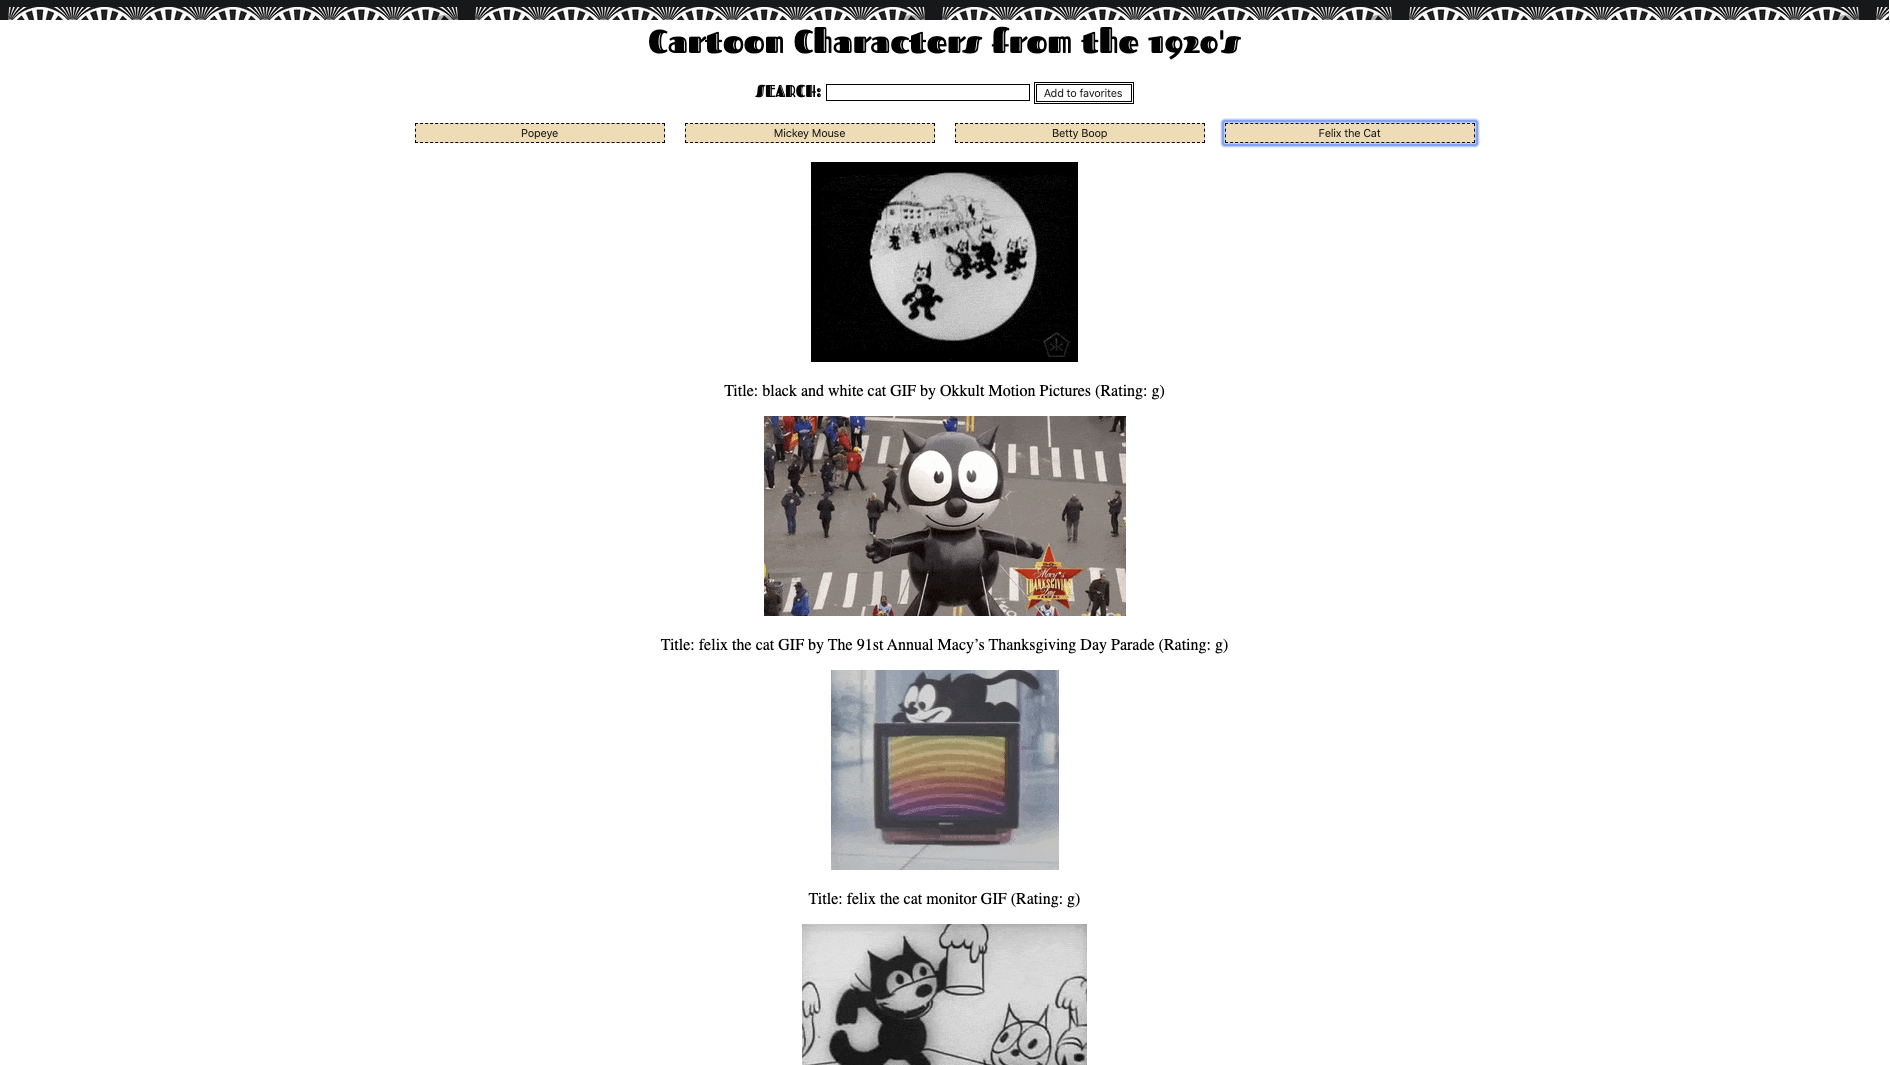 Cartoon Characters from the 1920's
SEARCH: Add to favorites
Popeye Mickey Mouse Betty Boop Felix the Cat
Title: black and white cat GIF by Okkult Motion Pictures (Rating: g)
Macy's
THANKSGIVING
Day
Title: felix the cat GIF by The 91st Annual Macy’s Thanksgiving Day Parade (Rating: g)
Title: felix the cat monitor GIF (Rating: g)